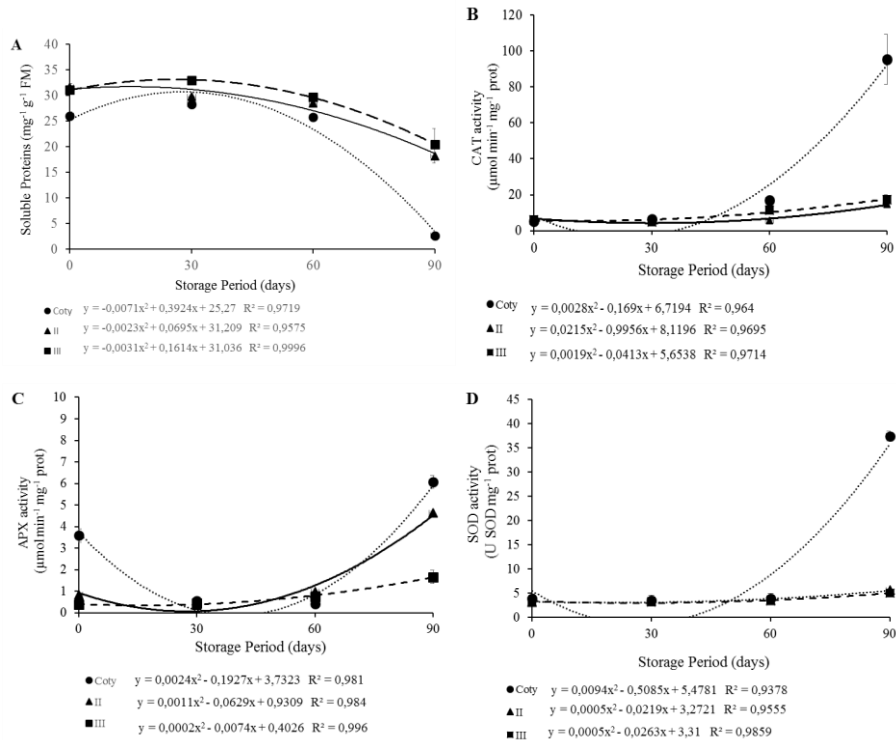 A
Soluble Proteins (mg⁻¹ g⁻¹ FM)
40
35
30
25
20
15
10
5
0
0 30 60 90
Storage Period (days)
Coty y = -0,0071x² + 0,3924x + 25,27 R² = 0,9719
II y = -0,0023x² + 0,0695x + 31,209 R² = 0,9575
III y = -0,0031x² + 0,1614x + 31,036 R² = 0,9996
B
CAT activity
(µmol min⁻¹ mg⁻¹ prot)
120
100
80
60
40
20
0
0 30 60 90
Storage Period (days)
Coty y = 0,0028x² - 0,169x + 6,7194 R² = 0,964
II y = 0,0215x² - 0,9956x + 8,1196 R² = 0,9695
III y = 0,0019x² - 0,0413x + 5,6538 R² = 0,9714
C
APX activity
(µmol min⁻¹ mg⁻¹ prot)
10
9
8
7
6
5
4
3
2
1
0
0 30 60 90
Storage Period (days)
Coty y = 0,0024x² - 0,1927x + 3,7323 R² = 0,981
II y = 0,0011x² - 0,0629x + 0,9309 R² = 0,984
III y = 0,0002x² - 0,0074x + 0,4026 R² = 0,996
D
SOD activity
(U SOD mg⁻¹ prot)
45
40
35
30
25
20
15
10
5
0
0 30 60 90
Storage Period (days)
Coty y = 0,0094x² - 0,5085x + 5,4781 R² = 0,9378
II y = 0,0005x² - 0,0219x + 3,2721 R² = 0,9555
III y = 0,0005x² - 0,0263x + 3,31 R² = 0,9859